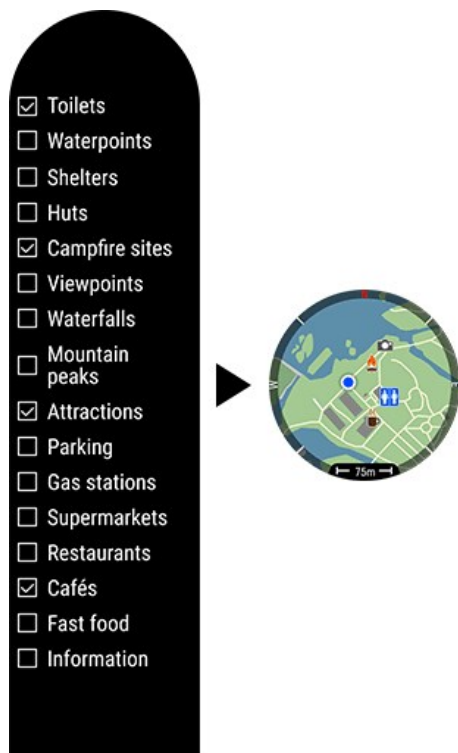 Toilets
Waterpoints
Shelters
Huts
Campfire sites
Viewpoints
Waterfalls
Mountain
peaks
Attractions
Parking
Gas stations
Supermarkets
Restaurants
Cafés
Fast food
Information
N
W
75m